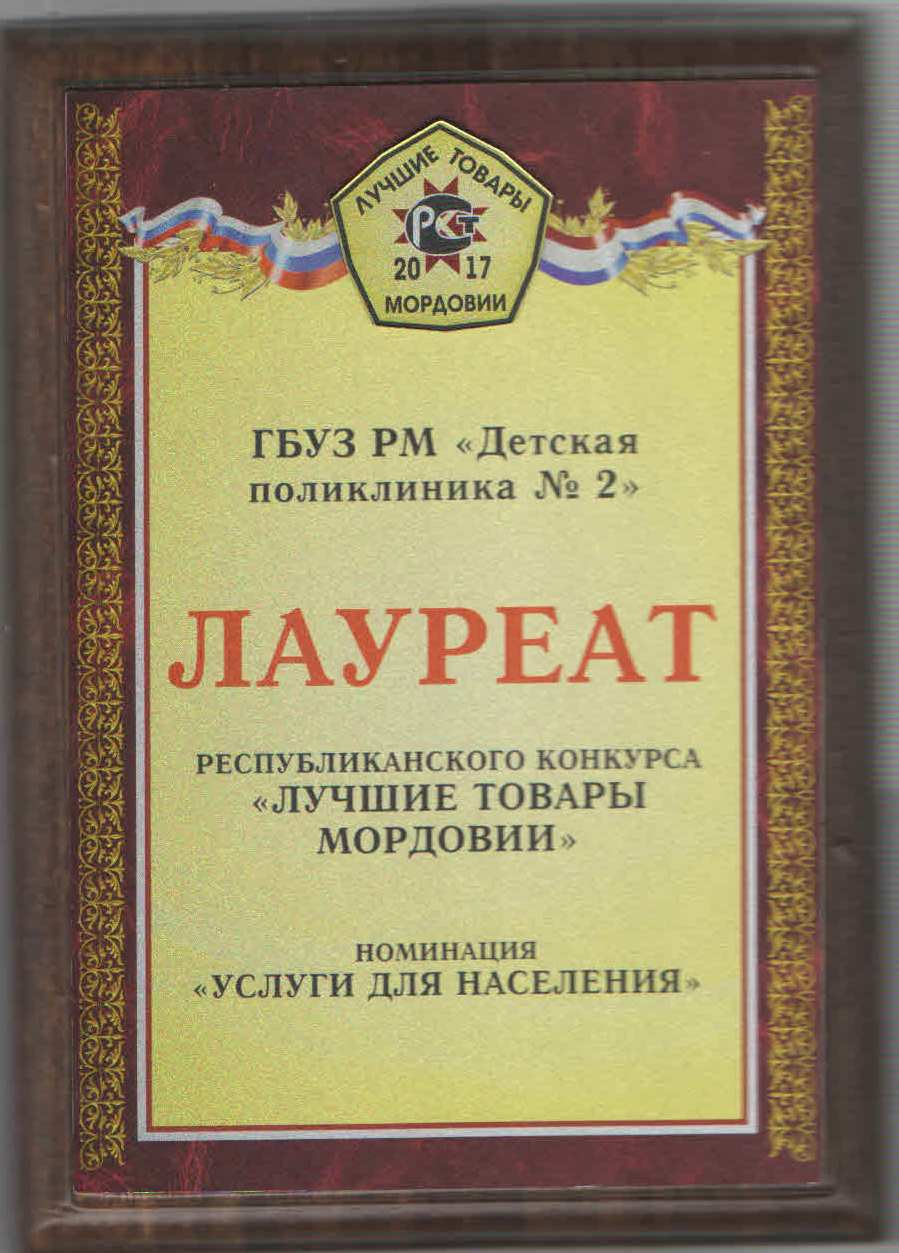 ЛУЧШИЕ ТОВАРЫ
РСТ
20 17
МОРДОВИИ
ГБУЗ РМ «Детская
поликлиника № 2»
ЛАУРЕАТ
РЕСПУБЛИКАНСКОГО КОНКУРСА
«ЛУЧШИЕ ТОВАРЫ
МОРДОВИИ»
НОМИНАЦИЯ
«УСЛУГИ ДЛЯ НАСЕЛЕНИЯ»